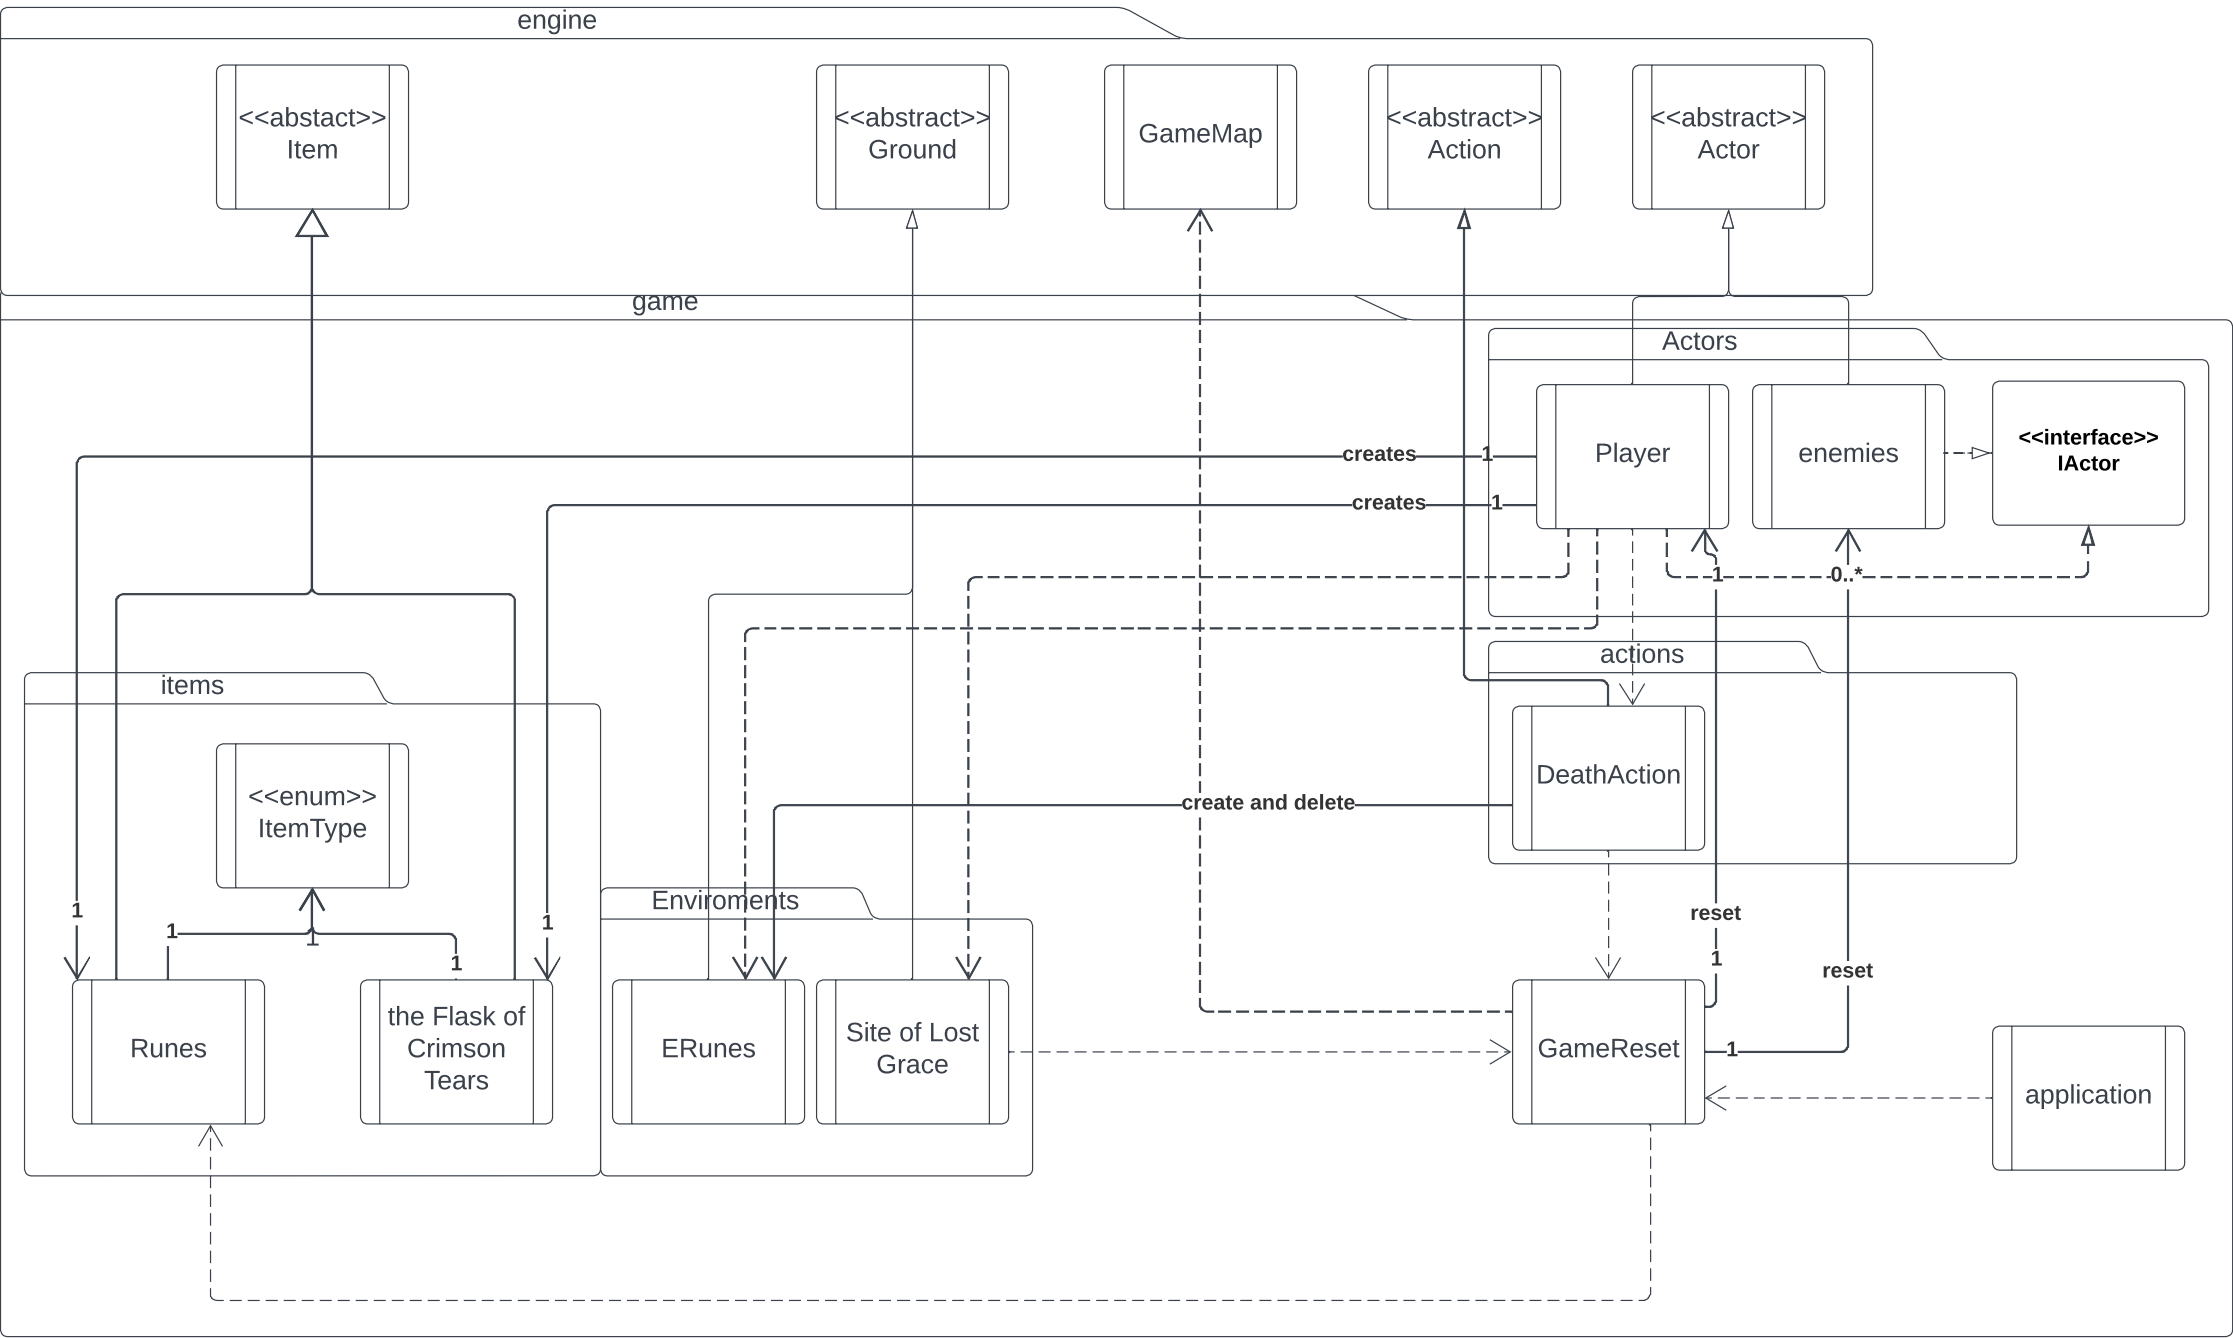 engine
<<abstact>>
Item
<<abstract>>
Ground
GameMap
<<abstract>>
Action
<<abstract>>
Actor
game
Actors
Player
enemies
<<interface>>
IActor
creates
1
creates
1
1
0..*
actions
items
DeathAction
<<enum>>
ItemType
create and delete
Enviroments
1
1
1
1
1
reset
1
reset
Runes
the Flask of
Crimson
Tears
ERunes
Site of Lost
Grace
GameReset
1
application